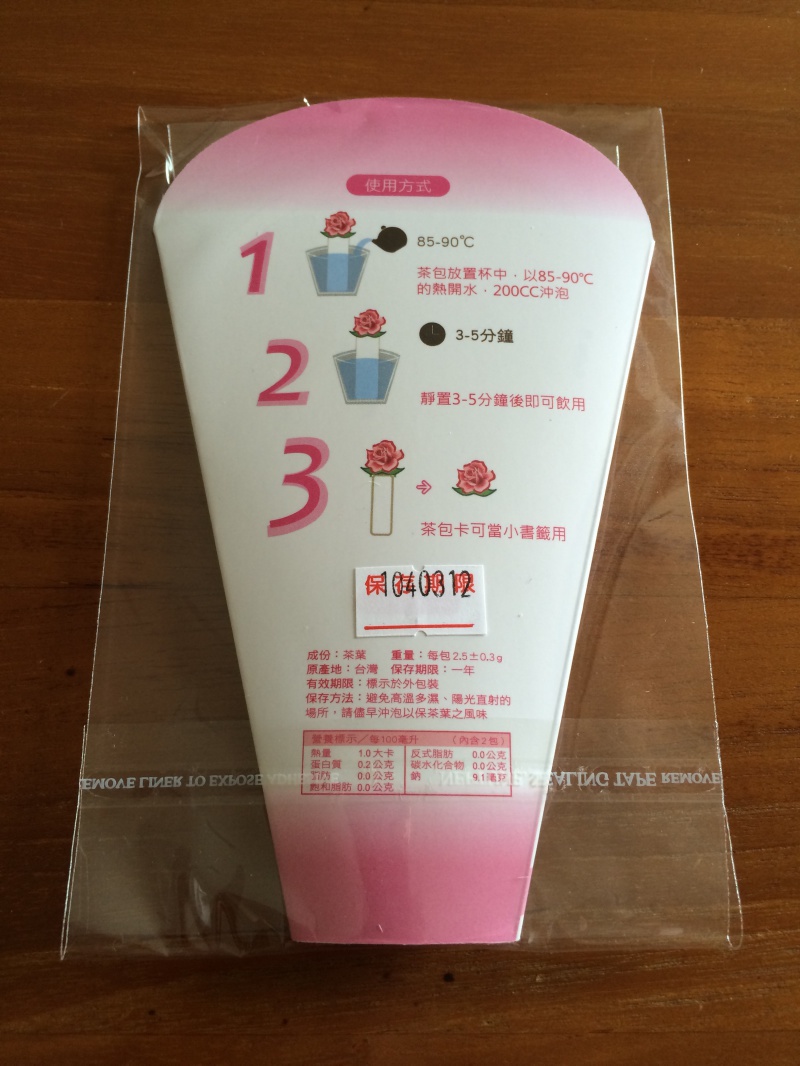 使用方式
1
85-90℃
茶包放置杯中，以85-90℃
的熱開水，200CC沖泡
2
3-5分鐘
靜置3-5分鐘後即可飲用
3
茶包卡可當小書籤用
保存期限
1040312
成份：茶葉 重量：每包2.5±0.3g
原產地：台灣 保存期限：一年
有效期限：標示於外包裝
保存方法：避免高溫多濕、陽光直射的
場所，請儘早沖泡以保茶葉之風味
營養標示／每100毫升 （內含2包）
熱量 1.0大卡 反式脂肪 0.0公克
蛋白質 0.2公克 碳水化合物 0.0公克
脂肪 0.0公克 鈉 9.1毫克
飽和脂肪 0.0公克
EMOVE LINER TO EXPOSE ADHESIVE
SEALING TAPE REMOVE